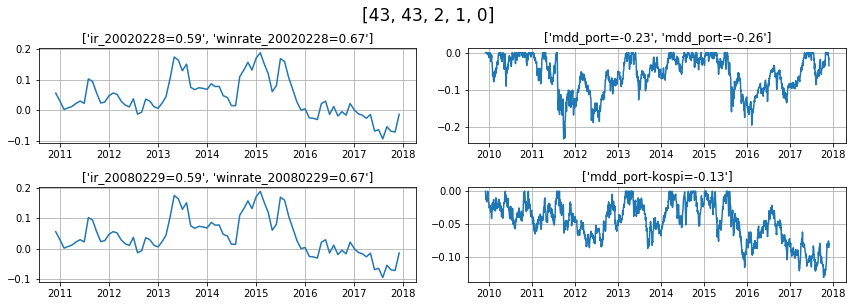 [43, 43, 2, 1, 0]
['ir_20020228=0.59', 'winrate_20020228=0.67']
0.2
0.1
0.0
−0.1
2011 2012 2013 2014 2015 2016 2017 2018
['mdd_port=-0.23', 'mdd_port=-0.26']
0.0
−0.1
−0.2
2010 2011 2012 2013 2014 2015 2016 2017 2018
['ir_20080229=0.59', 'winrate_20080229=0.67']
0.2
0.1
0.0
−0.1
2011 2012 2013 2014 2015 2016 2017 2018
['mdd_port-kospi=-0.13']
0.00
−0.05
−0.10
2010 2011 2012 2013 2014 2015 2016 2017 2018